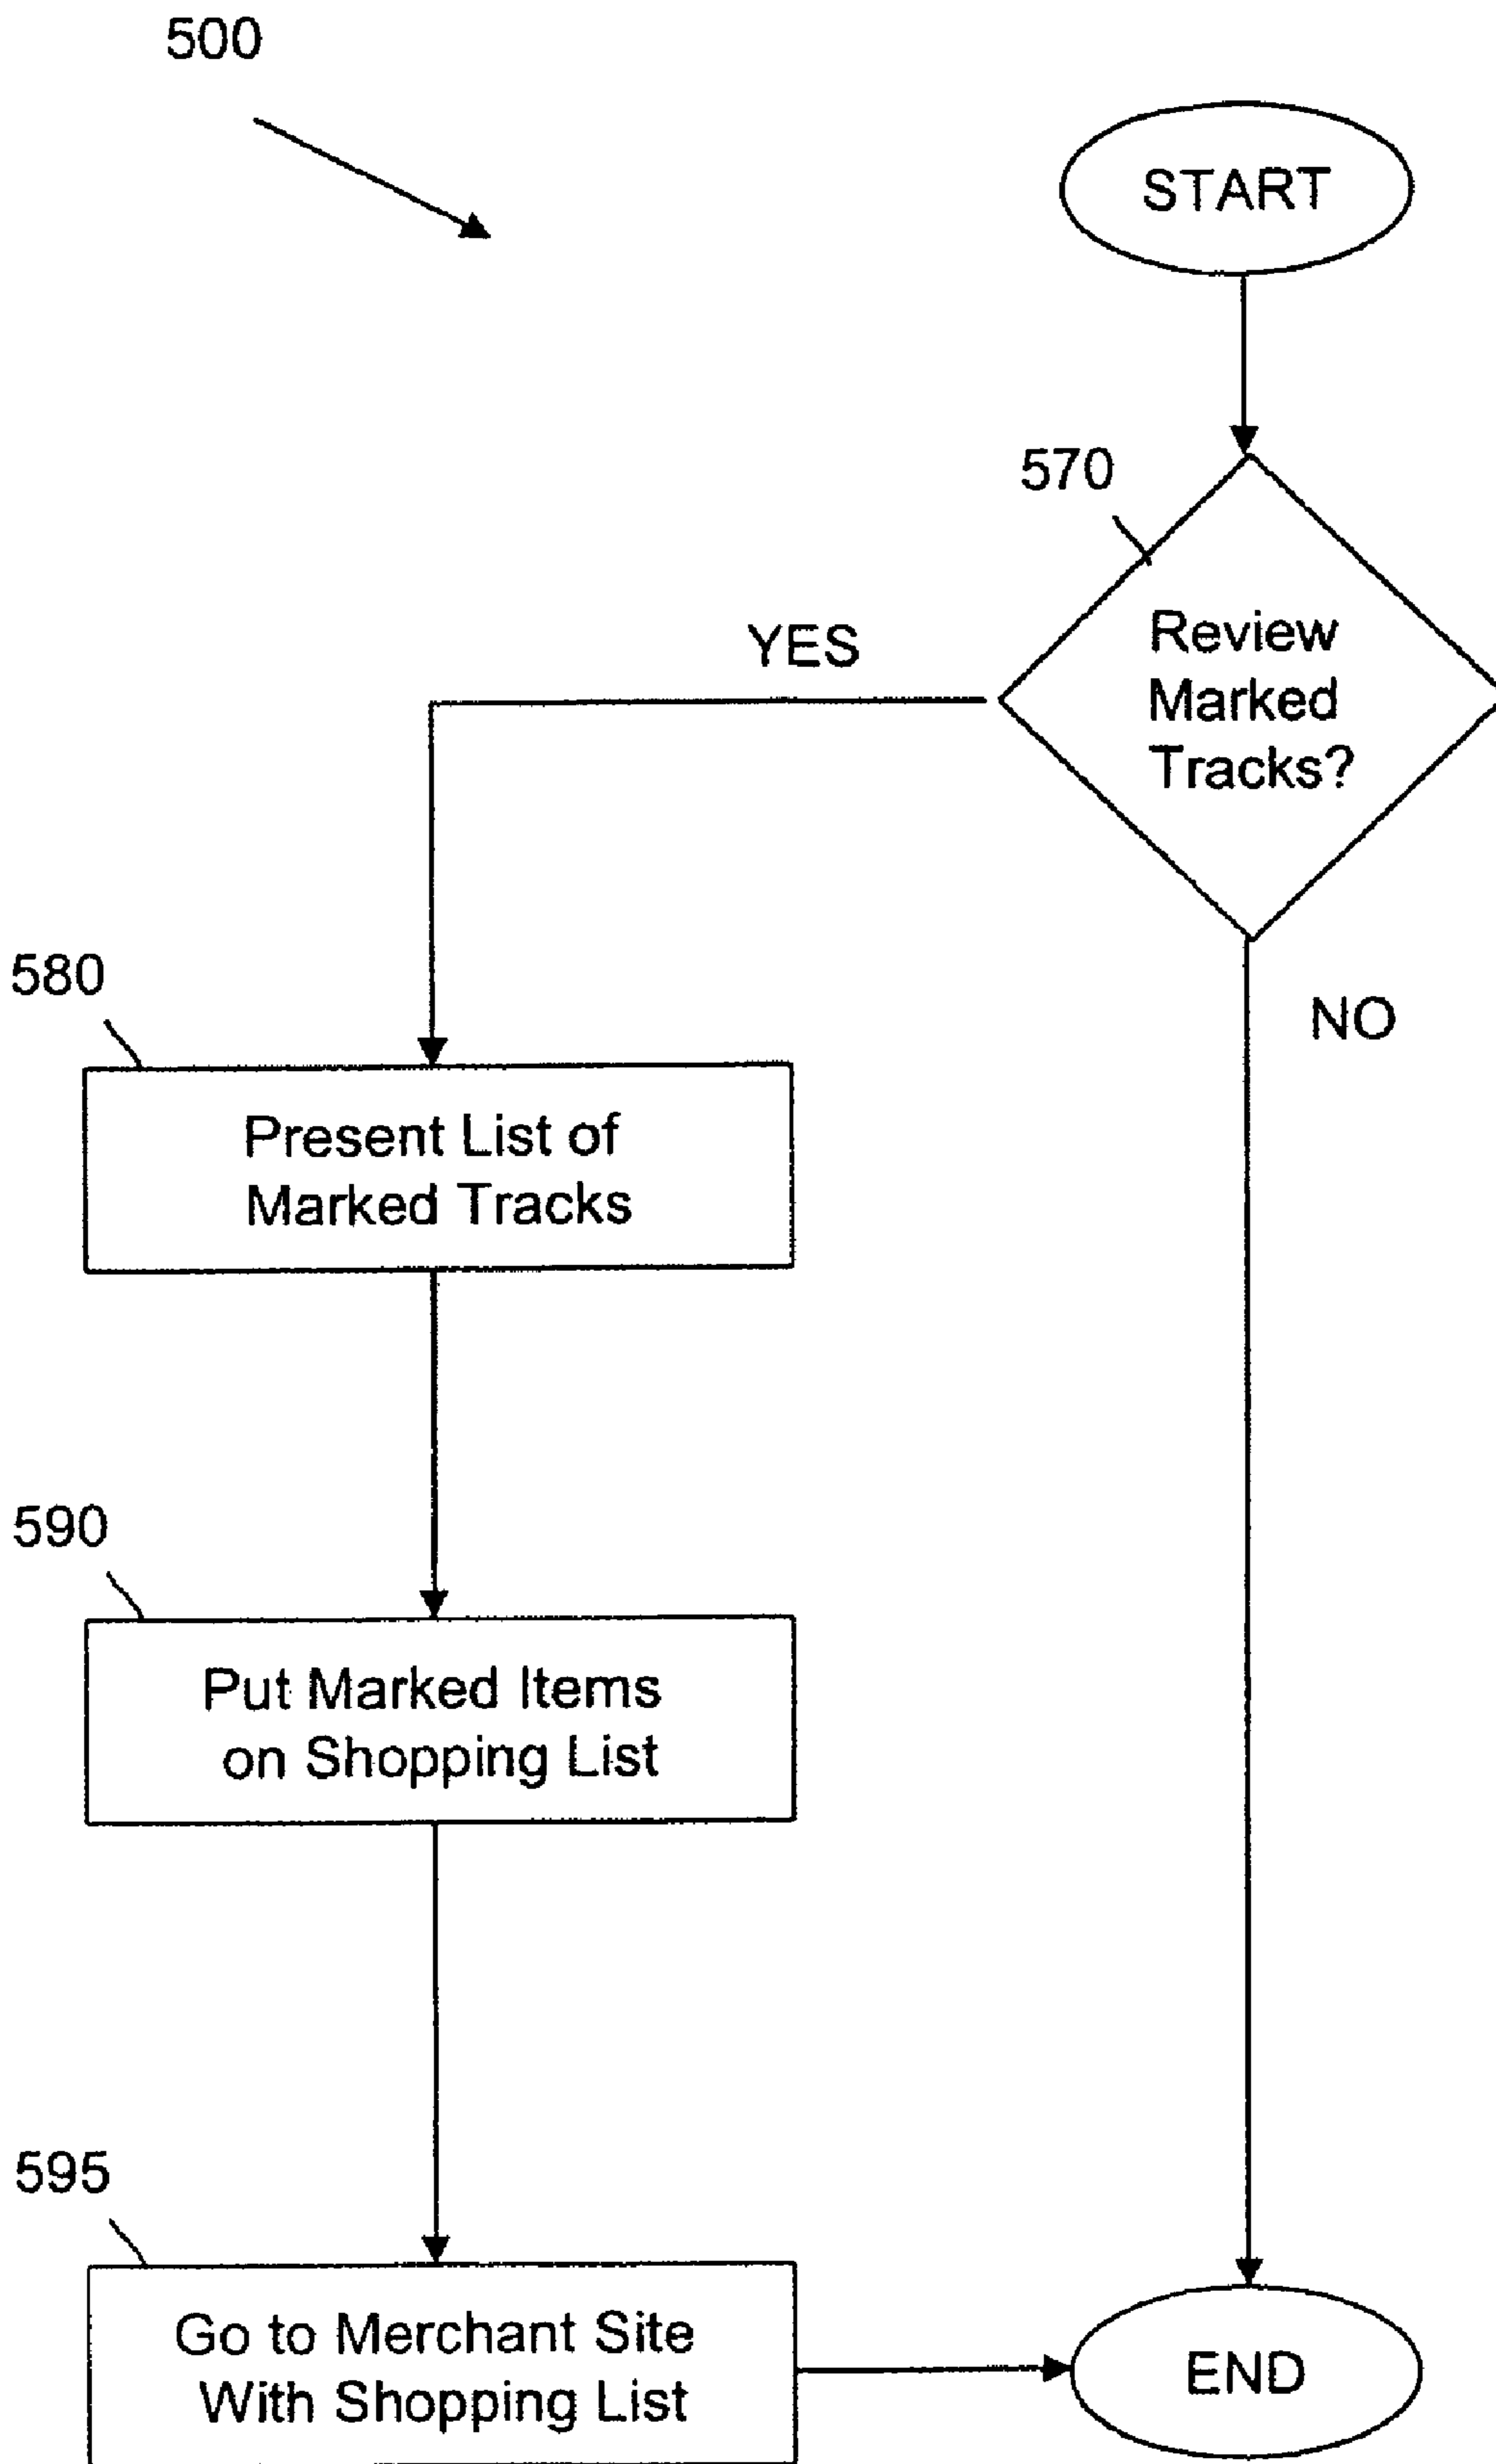 500
START
570
Review
Marked
Tracks?
YES
NO
580
Present List of
Marked Tracks
590
Put Marked Items
on Shopping List
595
Go to Merchant Site
With Shopping List
END